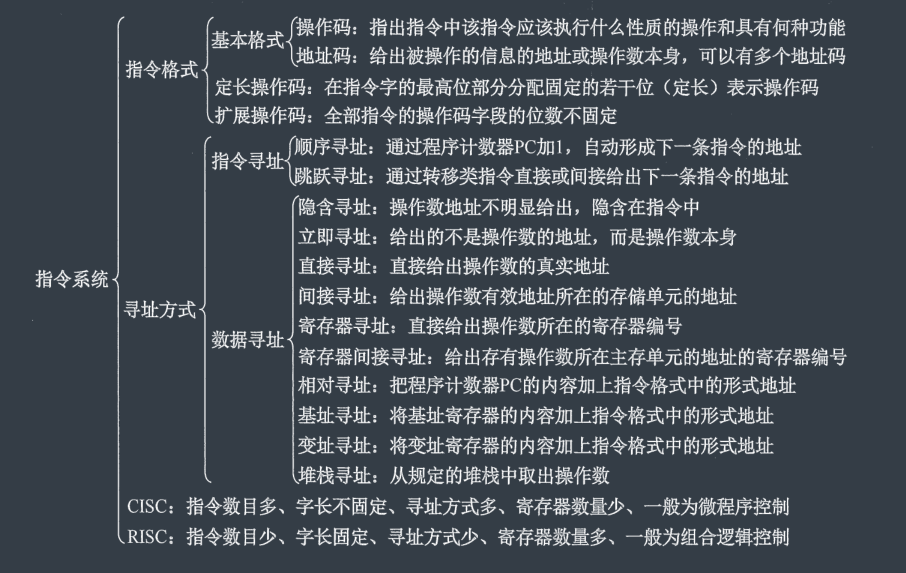 操作码：指出指令中该指令应该执行什么性质的操作和具有何种功能
基本格式
地址码：给出被操作的信息的地址或操作数本身，可以有多个地址码
指令格式
定长操作码：在指令字的最高位部分分配固定的若干位（定长）表示操作码
扩展操作码：全部指令的操作码字段的位数不固定
顺序寻址：通过程序计数器PC加1，自动形成下一条指令的地址
指令寻址
跳跃寻址：通过转移类指令直接或间接给出下一条指令的地址
隐含寻址：操作数地址不明显给出，隐含在指令中
立即寻址：给出的不是操作数的地址，而是操作数本身
直接寻址：直接给出操作数的真实地址
指令系统
间接寻址：给出操作数有效地址所在的存储单元的地址
寻址方式
寄存器寻址：直接给出操作数所在的寄存器编号
数据寻址
寄存器间接寻址：给出存有操作数所在主存单元的地址的寄存器编号
相对寻址：把程序计数器PC的内容加上指令格式中的形式地址
基址寻址：将基址寄存器的内容加上指令格式中的形式地址
变址寻址：将变址寄存器的内容加上指令格式中的形式地址
堆栈寻址：从规定的堆栈中取出操作数
CISC：指令数目多、字长不固定、寻址方式多、寄存器数量少、一般为微程序控制
RISC：指令数目少、字长固定、寻址方式少、寄存器数量多、一般为组合逻辑控制